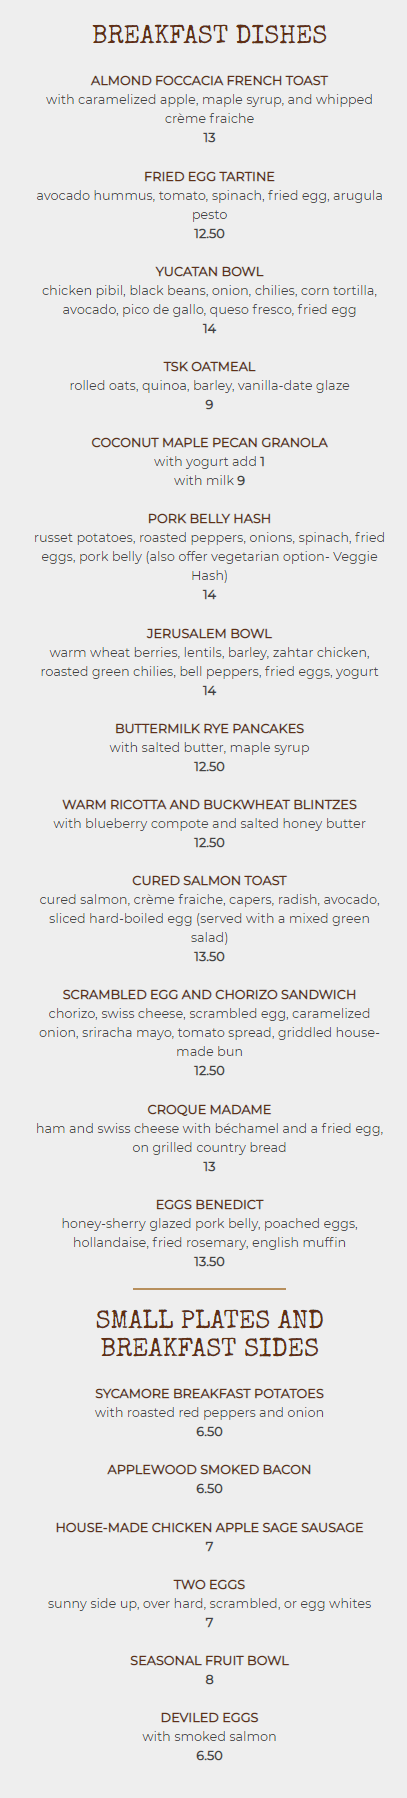 BREAKFAST DISHES
ALMOND FOCCACIA FRENCH TOAST
with caramelized apple, maple syrup, and whipped
crème fraiche
13
FRIED EGG TARTINE
avocado hummus, tomato, spinach, fried egg, arugula
pesto
12.50
YUCATAN BOWL
chicken pibil, black beans, onion, chilies, corn tortilla,
avocado, pico de gallo, queso fresco, fried egg
14
TSK OATMEAL
rolled oats, quinoa, barley, vanilla-date glaze
9
COCONUT MAPLE PECAN GRANOLA
with yogurt add 1
with milk 9
PORK BELLY HASH
russet potatoes, roasted peppers, onions, spinach, fried
eggs, pork belly (also offer vegetarian option- Veggie
Hash)
14
JERUSALEM BOWL
warm wheat berries, lentils, barley, zahtar chicken,
roasted green chilies, bell peppers, fried eggs, yogurt
14
BUTTERMILK RYE PANCAKES
with salted butter, maple syrup
12.50
WARM RICOTTA AND BUCKWHEAT BLINTZES
with blueberry compote and salted honey butter
12.50
CURED SALMON TOAST
cured salmon, crème fraiche, capers, radish, avocado,
sliced hard-boiled egg (served with a mixed green
salad)
13.50
SCRAMBLED EGG AND CHORIZO SANDWICH
chorizo, swiss cheese, scrambled egg, caramelized
onion, sriracha mayo, tomato spread, griddled house-
made bun
12.50
CROQUE MADAME
ham and swiss cheese with béchamel and a fried egg,
on grilled country bread
13
EGGS BENEDICT
honey-sherry glazed pork belly, poached eggs,
hollandaise, fried rosemary, english muffin
13.50
SMALL PLATES AND
BREAKFAST SIDES
SYCAMORE BREAKFAST POTATOES
with roasted red peppers and onion
6.50
APPLEWOOD SMOKED BACON
6.50
HOUSE-MADE CHICKEN APPLE SAGE SAUSAGE
7
TWO EGGS
sunny side up, over hard, scrambled, or egg whites
7
SEASONAL FRUIT BOWL
8
DEVILED EGGS
with smoked salmon
6.50